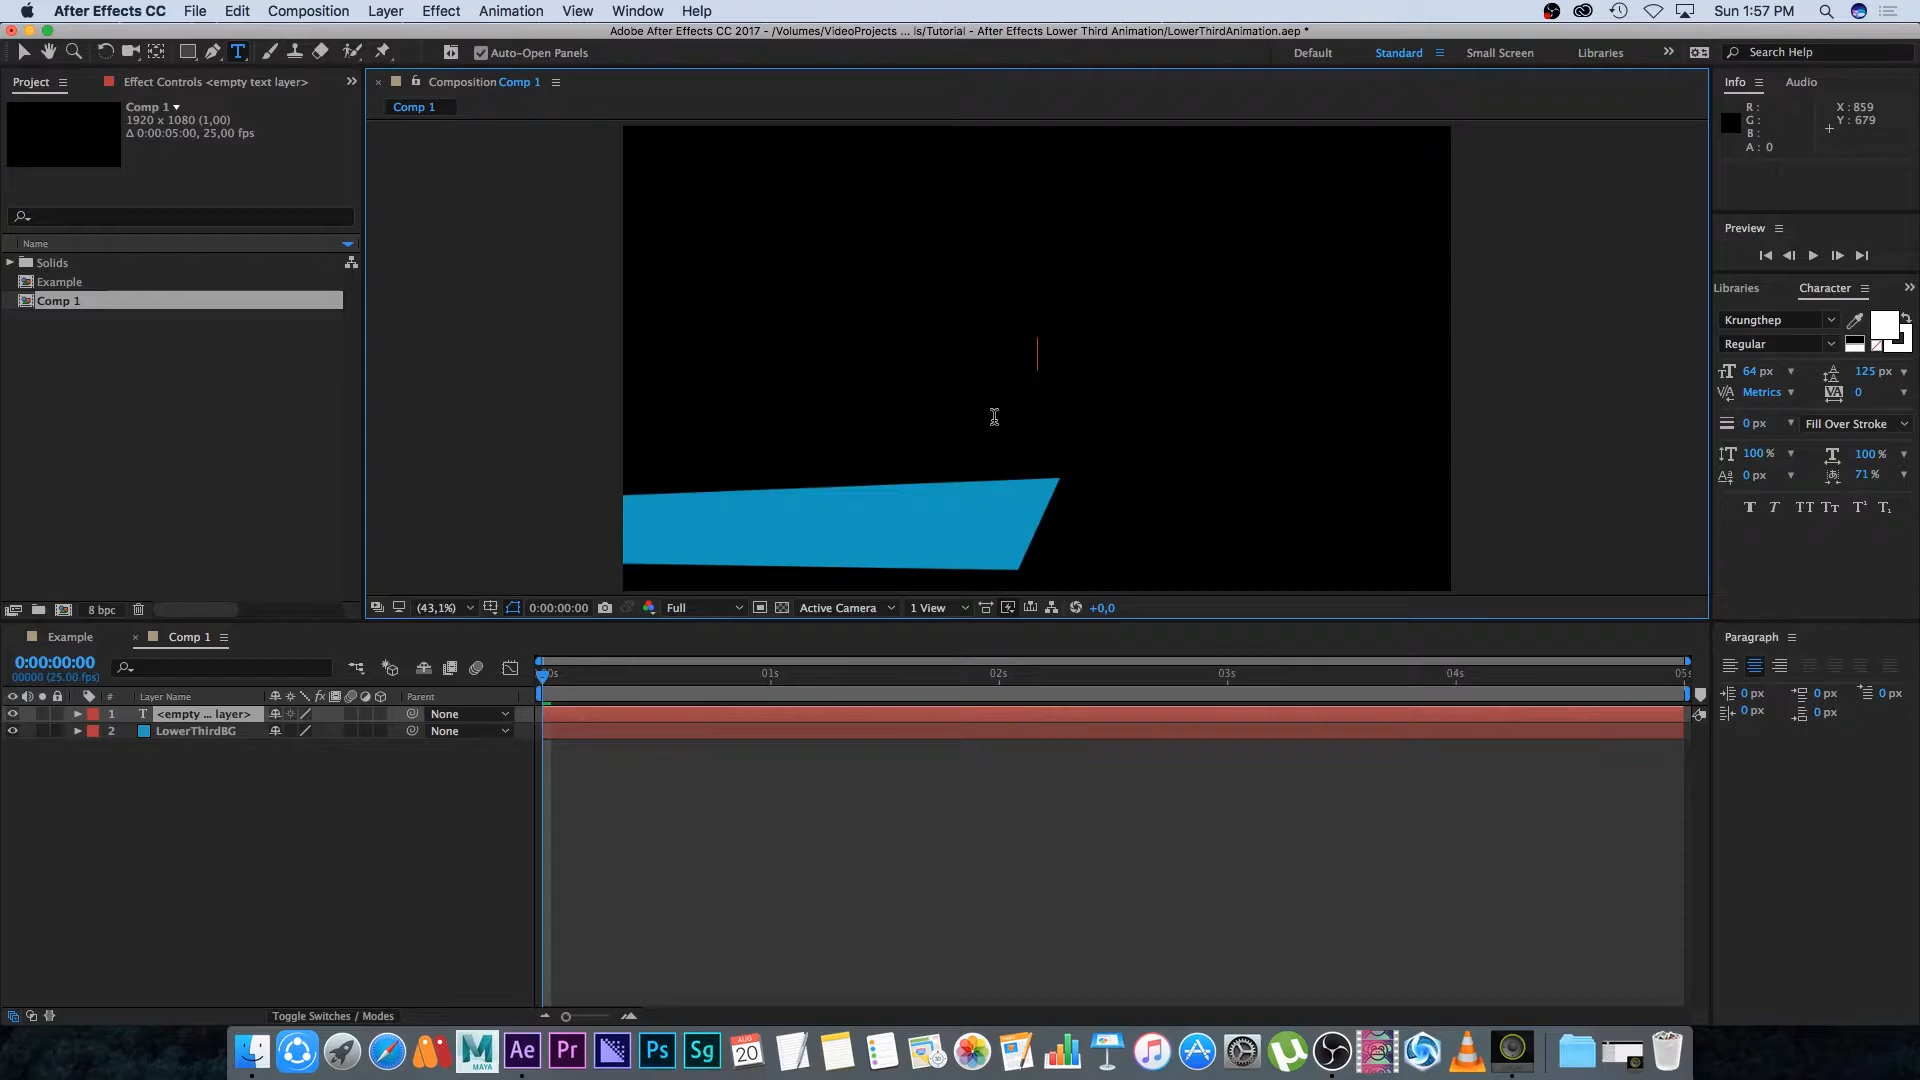 After Effects CC File Edit Composition Layer Effect Animation View Window Help Sun 1:57 PM
Adobe After Effects CC 2017 - /Volumes/VideoProjects ... is/Tutorial - After Effects Lower Third Animation/LowerThirdAnimation.aep *
Auto-Open Panels Default Standard Small Screen Libraries >> Search Help
Project Effect Controls <empty text layer> >> Composition Comp 1 Info Audio
Comp 1
1920 x 1080 (1,00)
Δ 0:00:05:00, 25,00 fps
Comp 1
R :
G :
B :
A : 0
X : 859
Y : 679
Preview
Name
Solids
Example
Comp 1
Libraries Character >>
Krungthep
Regular
64 px 125 px
Metrics 0
0 px Fill Over Stroke
100 % 100 %
0 px 71 %
T T TT Tt T¹ T₁
8 bpc
(43,1%) 0:00:00:00 Full Active Camera 1 View +0,0
Example Comp 1 Paragraph
0:00:00:00
00000 (25.00 fps)
0s 01s 02s 03s 04s 05s
0 px 0 px 0 px
0 px 0 px
# Layer Name fx Parent
1 T <empty ... layer> None
2 LowerThirdBG None
Toggle Switches / Modes
MAYA Ae Pr Ps Sg AUG 20